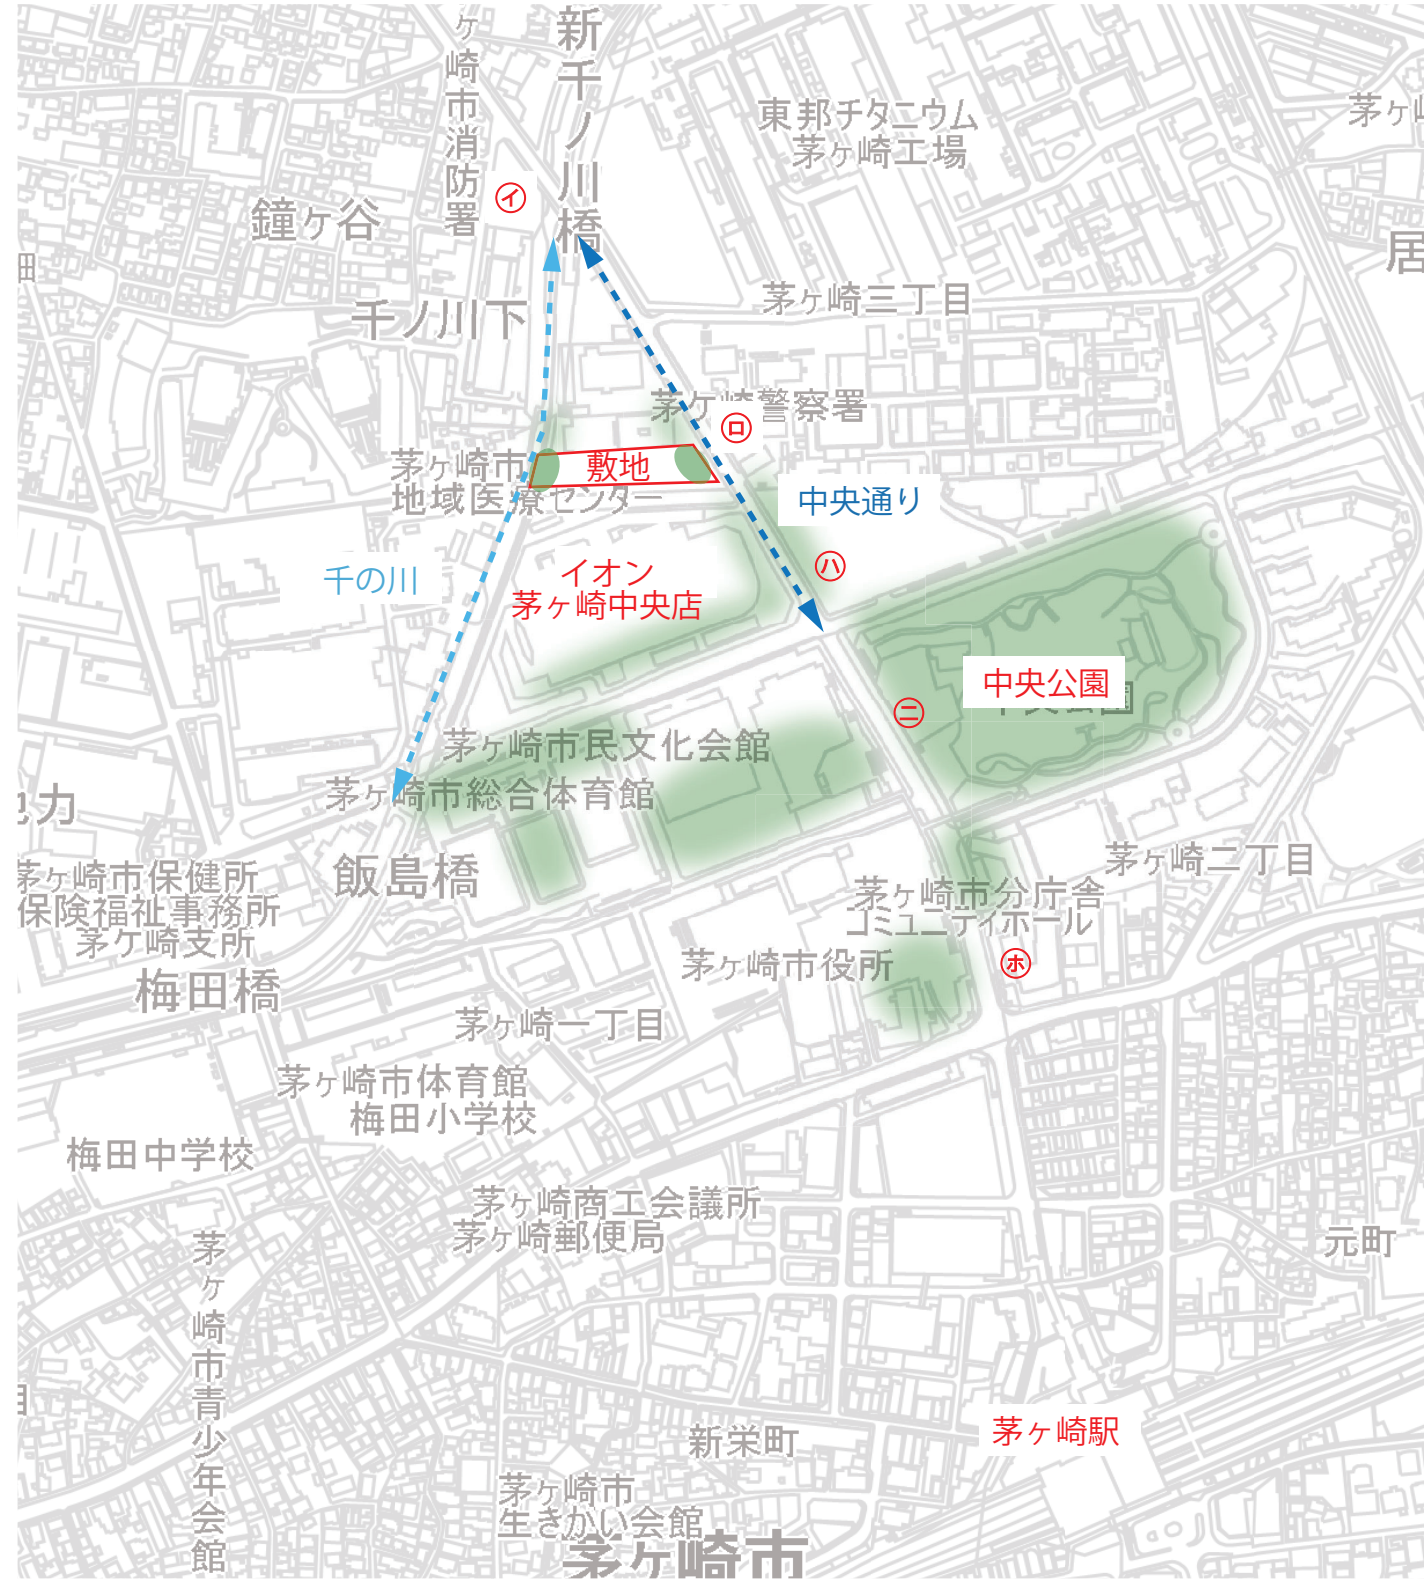 ヶ崎市消防署
新千ノ川橋
東邦チタニウム
茅ヶ崎工場
茅ヶ崎
㋑
鐘ヶ谷
居
田
千ノ川下
茅ヶ崎三丁目
茅ケ崎警察署
㋺
茅ヶ崎市
地域医療センター
敷地
中央通り
千の川
イオン
茅ヶ崎中央店
㋩
中央公園
㋥
茅ヶ崎市民文化会館
茅ヶ崎市総合体育館
飯島橋
茅ヶ崎市保健所
保険福祉事務所
茅ケ崎支所
茅ヶ崎二丁目
茅ヶ崎市分庁舎
コミュニティホール
茅ヶ崎市役所
㋭
梅田橋
茅ヶ崎一丁目
茅ヶ崎市体育館
梅田小学校
梅田中学校
茅ヶ崎商工会議所
茅ヶ崎郵便局
元町
茅ヶ崎市青少年会館
茅ヶ崎駅
新栄町
茅ヶ崎市
生きがい会館
茅ヶ崎市